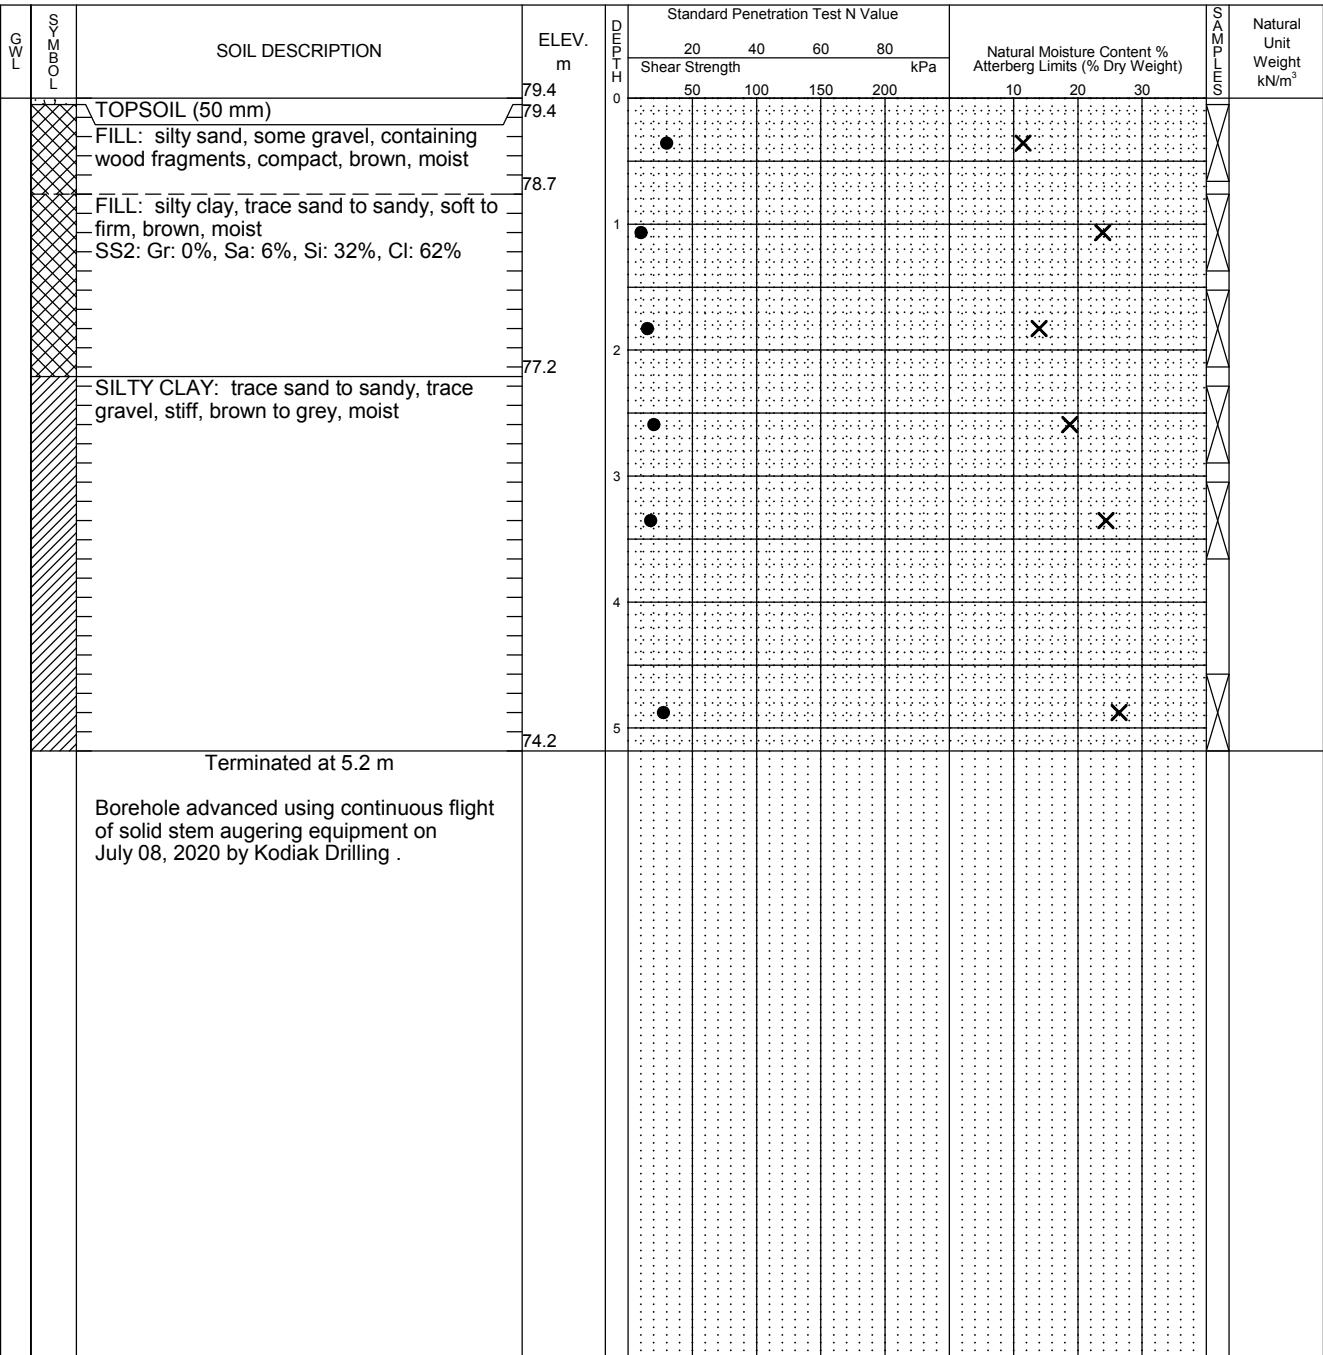 GWL
SYMBOL
SOIL DESCRIPTION
ELEV.
m
DEPTH
Standard Penetration Test N Value
20 40 60 80
Shear Strength kPa
50 100 150 200
Natural Moisture Content %
Atterberg Limits (% Dry Weight)
10 20 30
SAMPLES
Natural
Unit
Weight
kN/m³
79.4
0
TOPSOIL (50 mm)
79.4
FILL: silty sand, some gravel, containing
wood fragments, compact, brown, moist
78.7
FILL: silty clay, trace sand to sandy, soft to
firm, brown, moist
1
SS2: Gr: 0%, Sa: 6%, Si: 32%, Cl: 62%
2
77.2
SILTY CLAY: trace sand to sandy, trace
gravel, stiff, brown to grey, moist
3
4
5
74.2
Terminated at 5.2 m
Borehole advanced using continuous flight
of solid stem augering equipment on
July 08, 2020 by Kodiak Drilling .